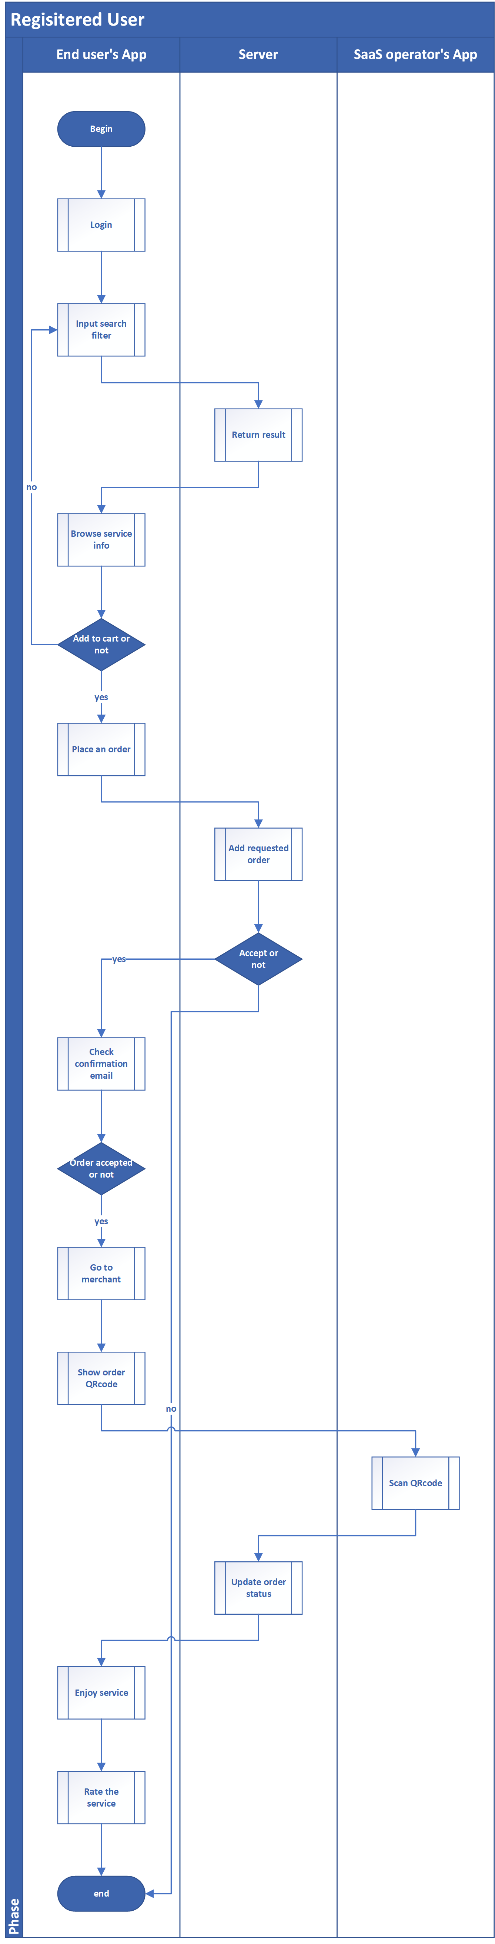 Regisitered User
End user's App
Server
SaaS operator's App
Begin
Login
Input search
filter
Return result
no
Browse service
info
Add to cart or
not
yes
Place an order
Add requested
order
Accept or
not
yes
Check
confirmation
email
Order accepted
or not
yes
Go to
merchant
Show order
QRcode
no
Scan QRcode
Update order
status
Enjoy service
Rate the
service
end
Phase